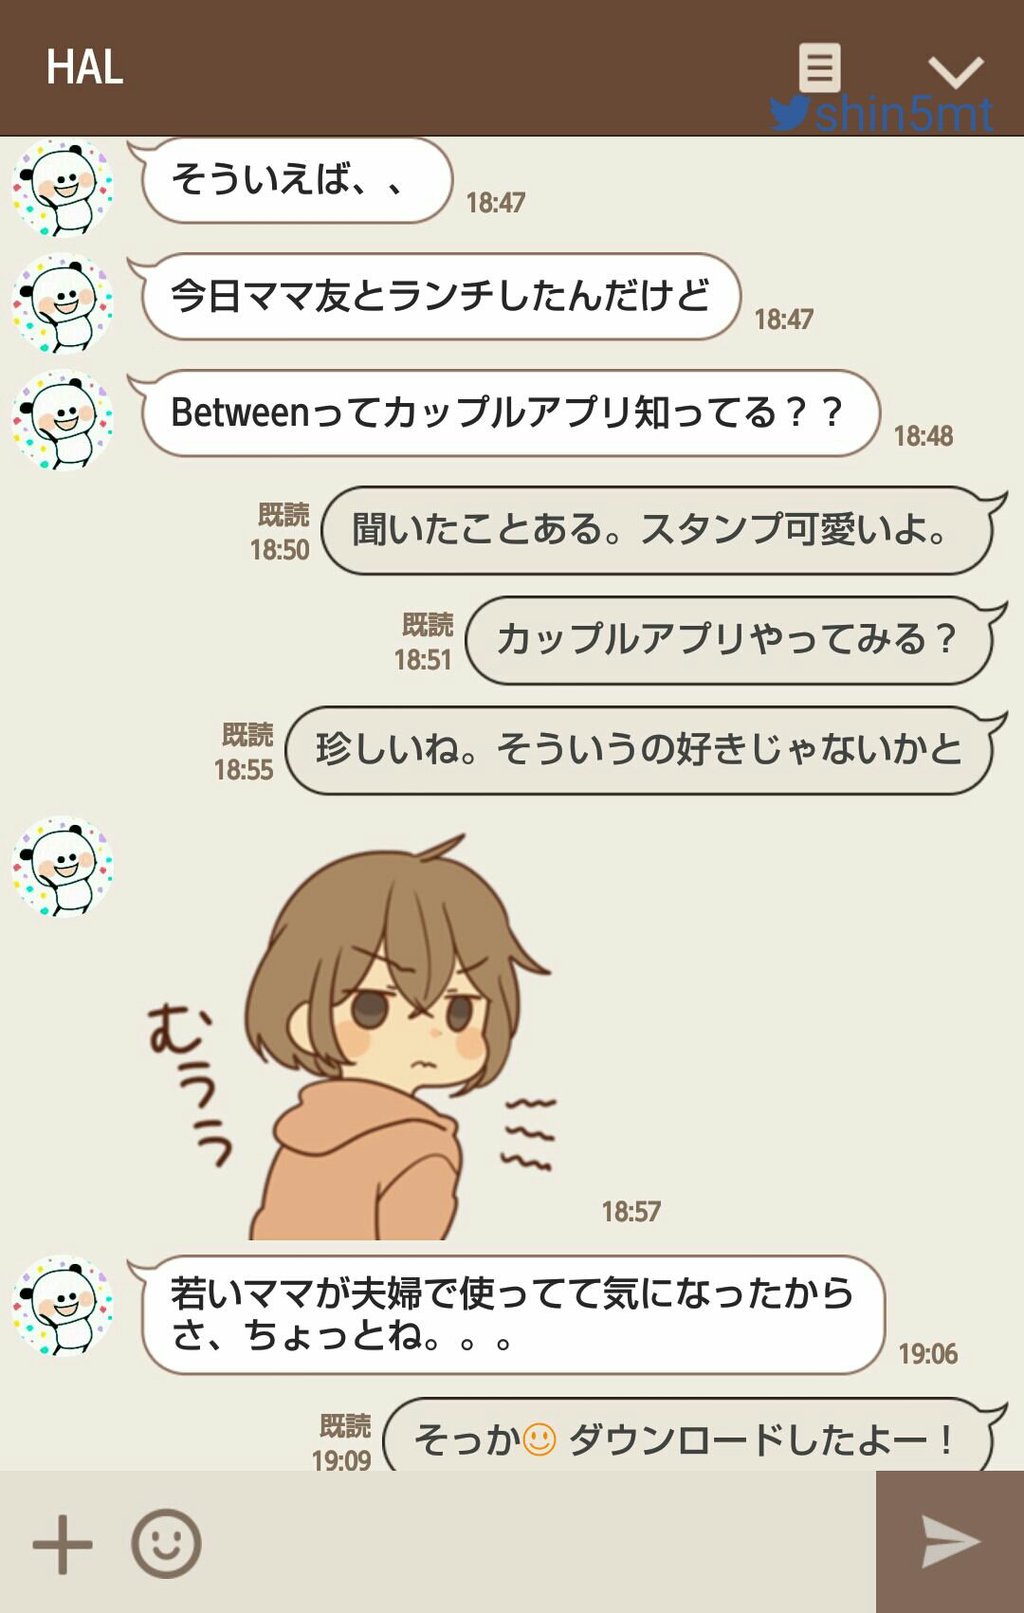 HAL
shin5mt
そういえば、、
18:47
今日ママ友とランチしたんだけど
18:47
Betweenってカップルアプリ知ってる？？
18:48
既読
18:50
聞いたことある。スタンプ可愛いよ。
既読
18:51
カップルアプリやってみる？
既読
18:55
珍しいね。そういうの好きじゃないかと
むぅぅ
18:57
若いママが夫婦で使ってて気になったから
さ、ちょっとね。。。
19:06
既読
19:09
そっか☺ ダウンロードしたよー！